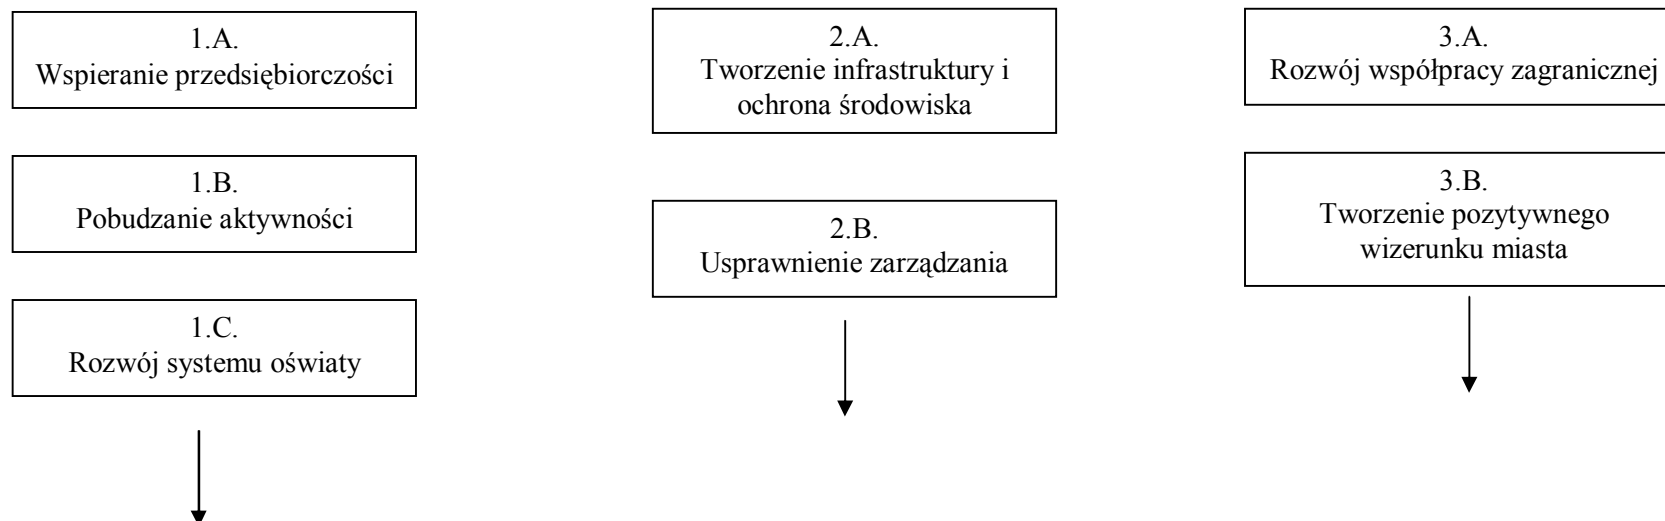 1.A.
Wspieranie przedsiębiorczości
1.B.
Pobudzanie aktywności
1.C.
Rozwój systemu oświaty
2.A.
Tworzenie infrastruktury i
ochrona środowiska
2.B.
Usprawnienie zarządzania
3.A.
Rozwój współpracy zagranicznej
3.B.
Tworzenie pozytywnego
wizerunku miasta